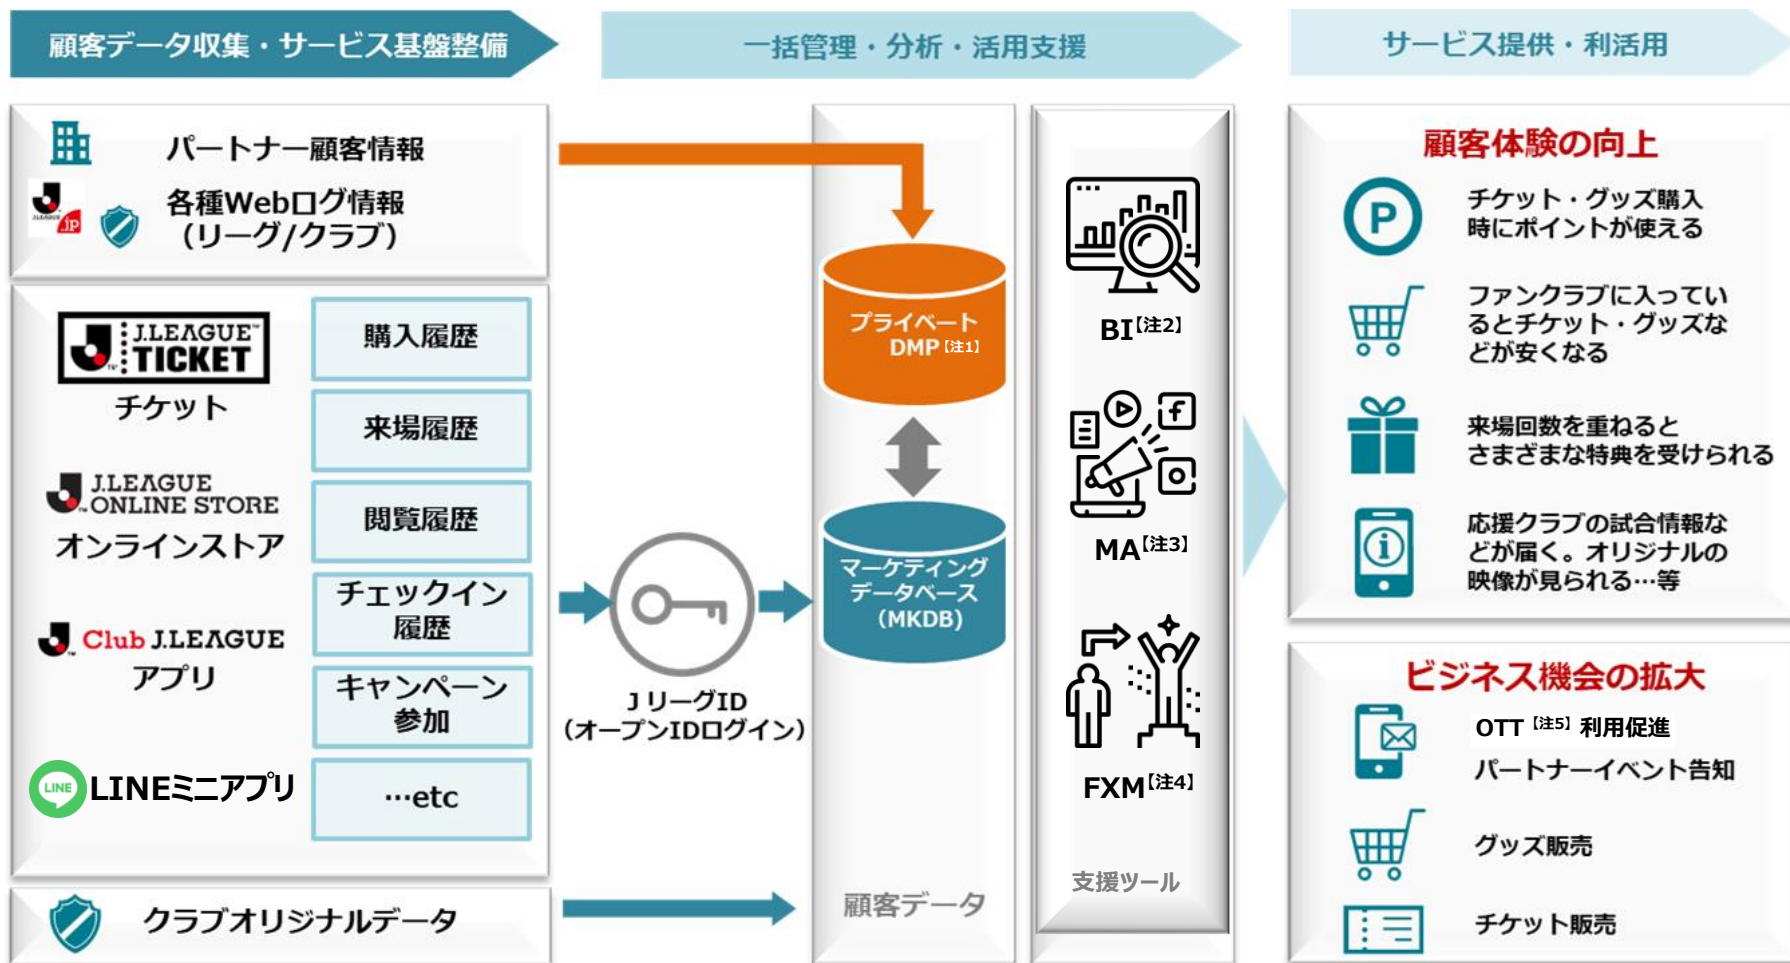 顧客データ収集・サービス基盤整備
一括管理・分析・活用支援
サービス提供・利活用
パートナー顧客情報
J.LEAGUE
jp
各種Webログ情報
（リーグ/クラブ）
J.LEAGUE™
TICKET
チケット
J.LEAGUE
ONLINE STORE
オンラインストア
Club J.LEAGUE
アプリ
LINE
LINEミニアプリ
購入履歴
来場履歴
閲覧履歴
チェックイン
履歴
キャンペーン
参加
…etc
クラブオリジナルデータ
JリーグID
（オープンIDログイン）
プライベート
DMP【注1】
マーケティング
データベース
(MKDB)
顧客データ
BI【注2】
MA【注3】
FXM【注4】
支援ツール
顧客体験の向上
P
チケット・グッズ購入
時にポイントが使える
ファンクラブに入ってい
るとチケット・グッズな
どが安くなる
来場回数を重ねると
さまざまな特典を受けられる
応援クラブの試合情報な
どが届く。オリジナルの
映像が見られる…等
ビジネス機会の拡大
OTT【注5】利用促進
パートナーイベント告知
グッズ販売
チケット販売